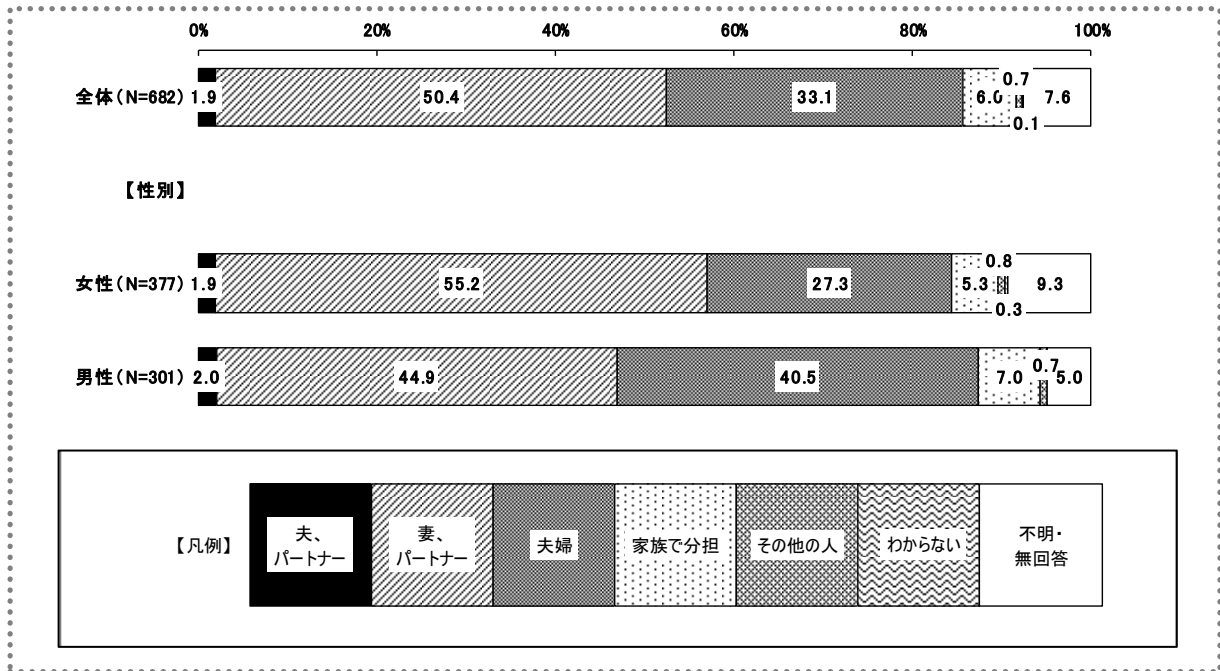 0% 20% 40% 60% 80% 100%
全体(N=682) 1.9 50.4 33.1 6.0 0.7 0.1 7.6
【性別】
女性(N=377) 1.9 55.2 27.3 5.3 0.8 0.3 9.3
男性(N=301) 2.0 44.9 40.5 7.0 0.7 5.0
【凡例】
夫、
パートナー
妻、
パートナー
夫婦
家族で分担
その他の人
わからない
不明・
無回答